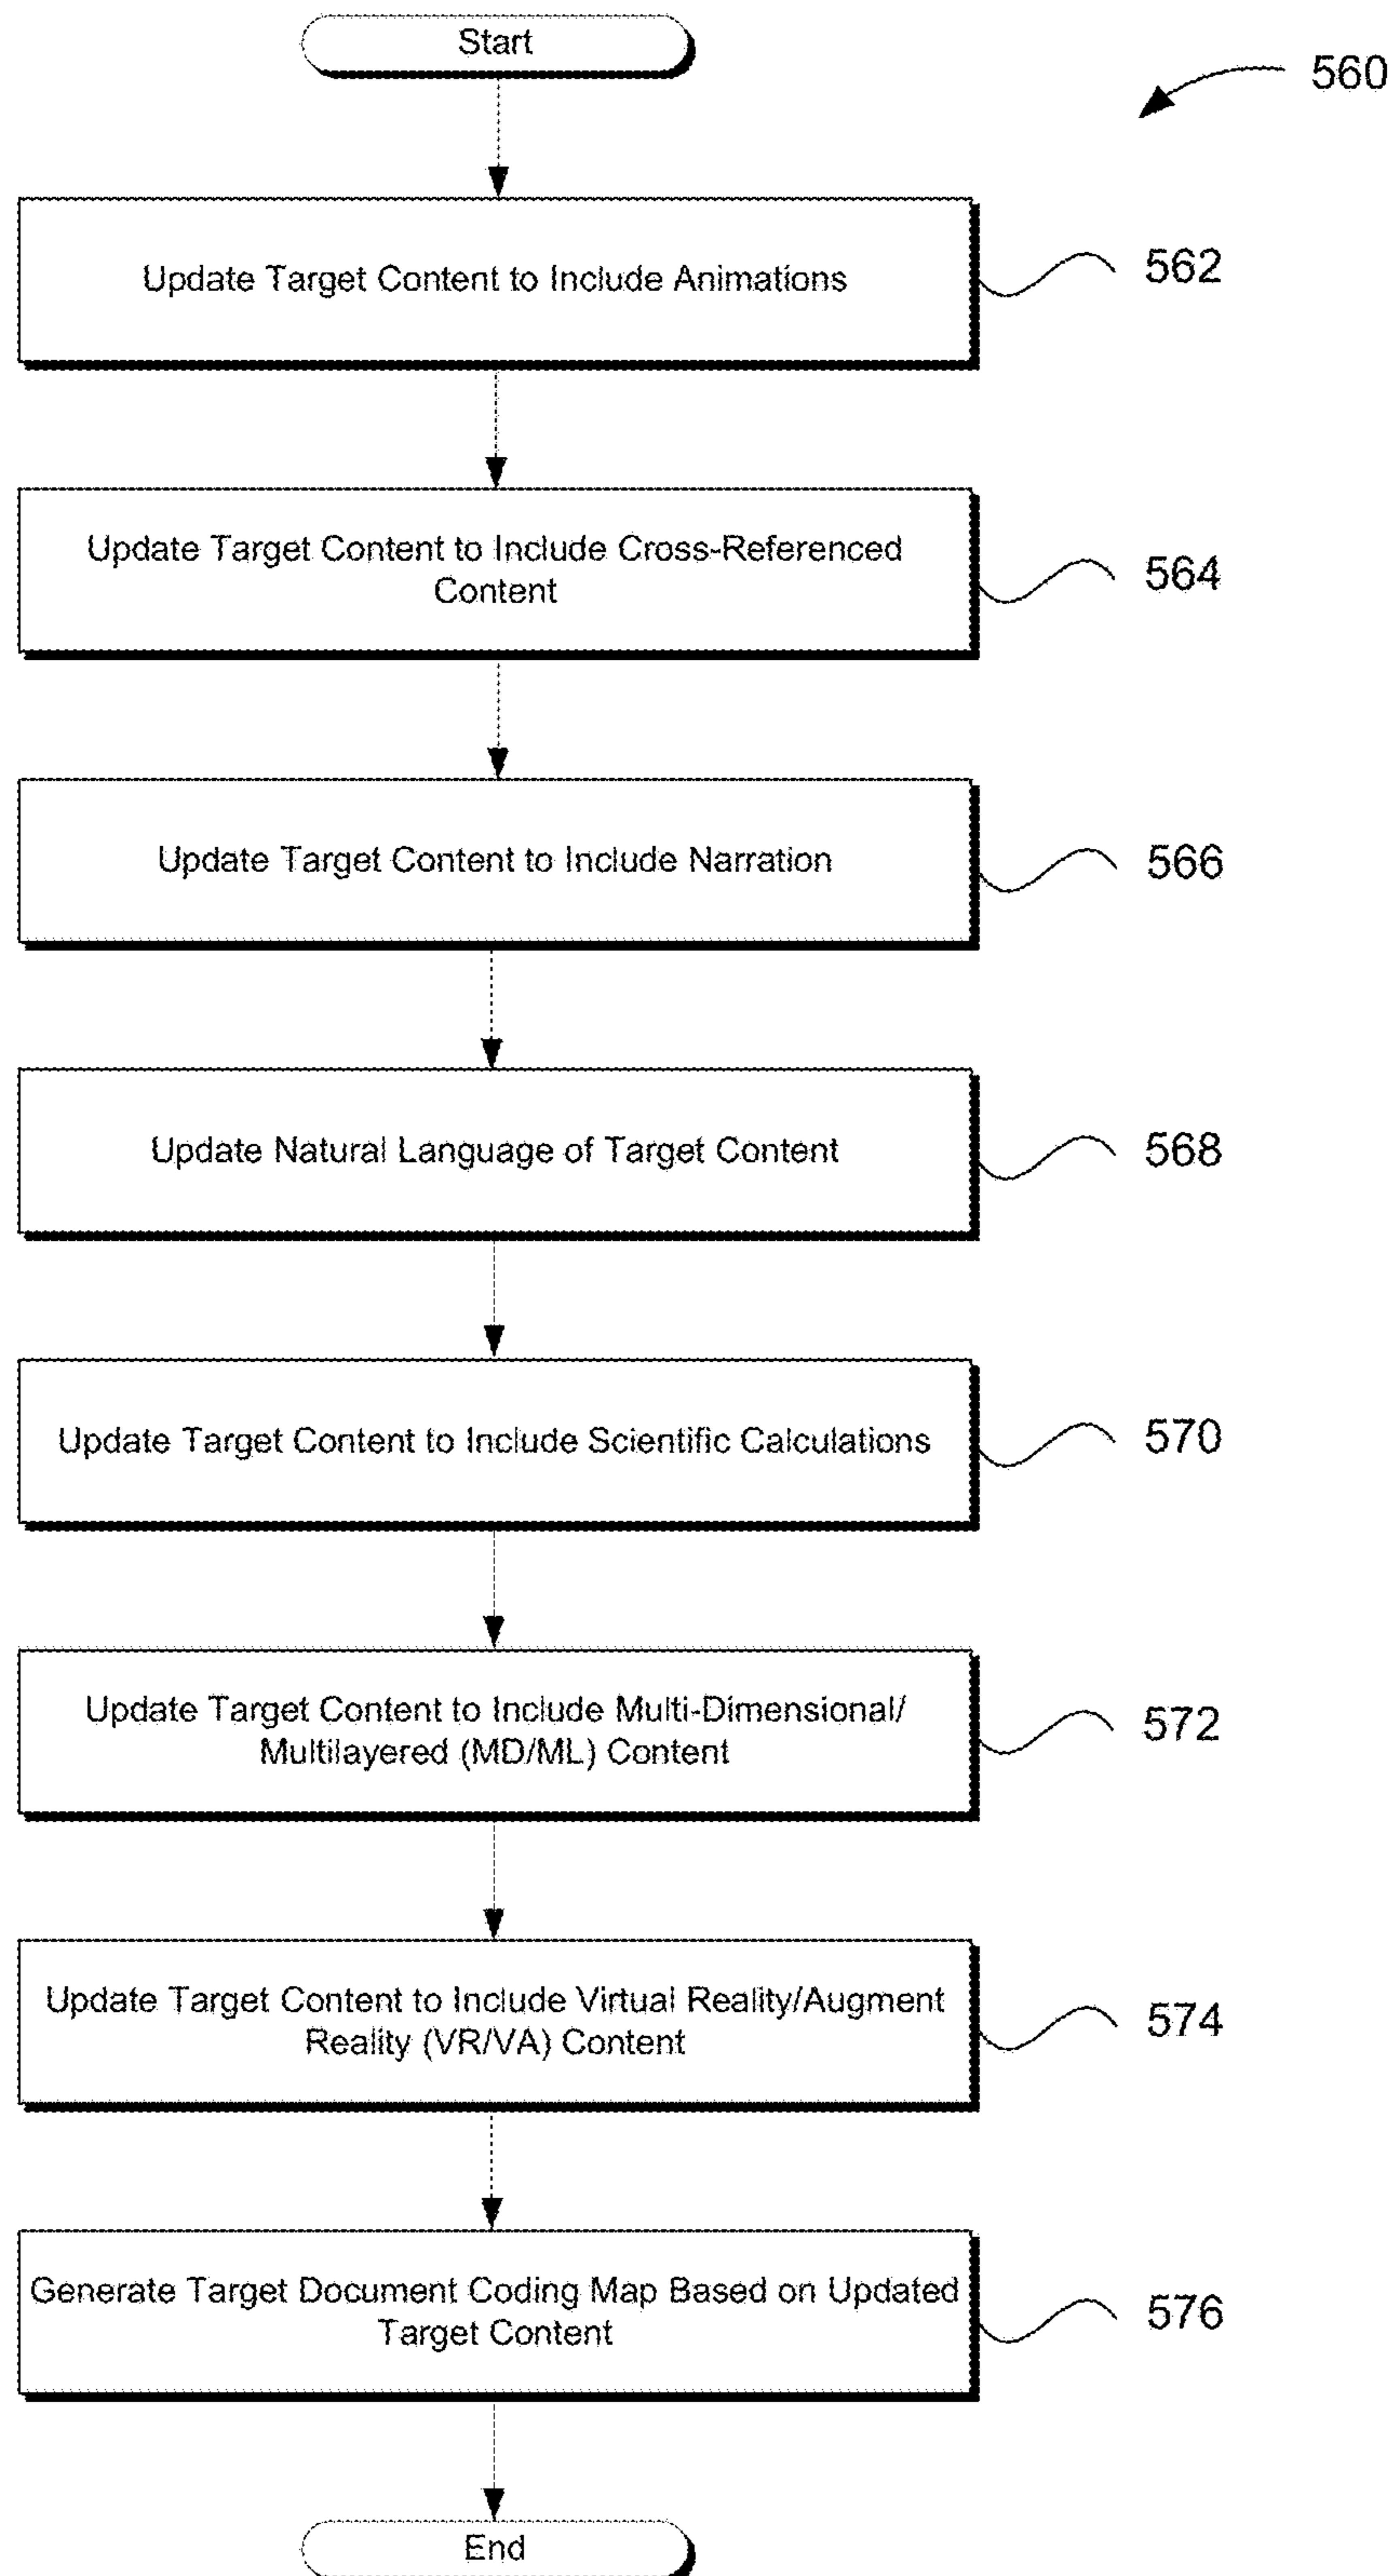 Start
560
Update Target Content to Include Animations
562
Update Target Content to Include Cross-Referenced
Content
564
Update Target Content to Include Narration
566
Update Natural Language of Target Content
568
Update Target Content to Include Scientific Calculations
570
Update Target Content to Include Multi-Dimensional/
Multilayered (MD/ML) Content
572
Update Target Content to Include Virtual Reality/Augment
Reality (VR/VA) Content
574
Generate Target Document Coding Map Based on Updated
Target Content
576
End